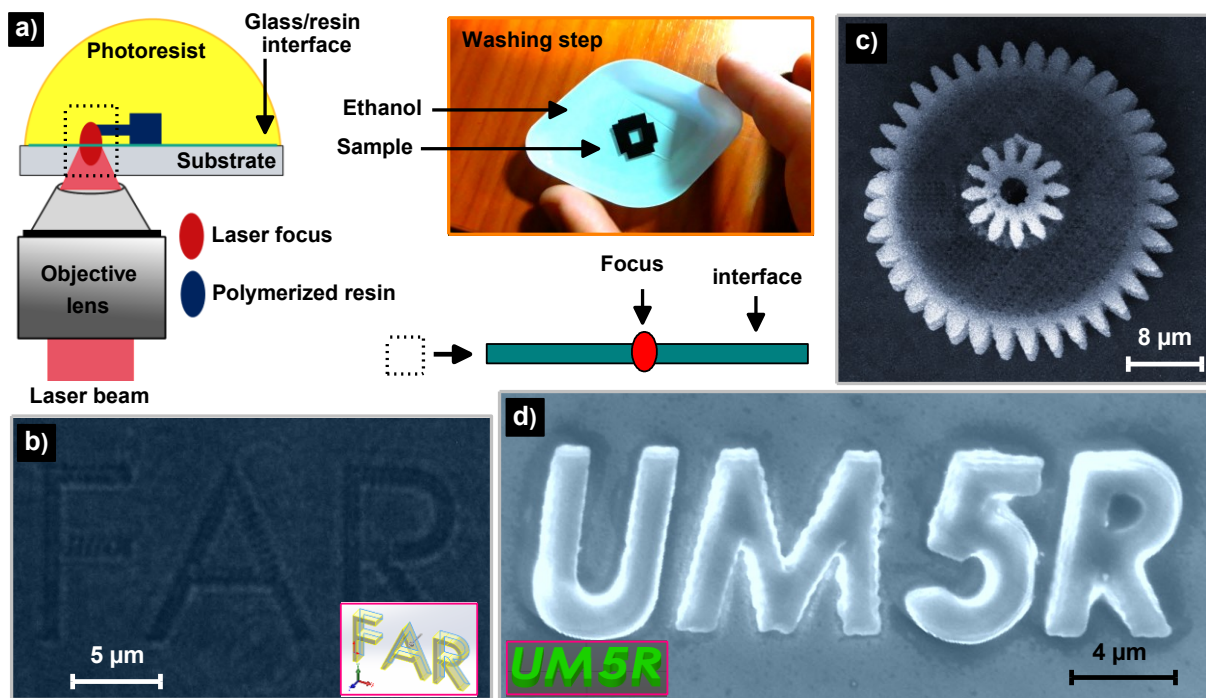 a)
Glass/resin
interface
Photoresist
Substrate
Laser focus
Polymerized resin
Objective
lens
Laser beam
Washing step
Ethanol
Sample
Focus
interface
c)
8 µm
b)
FAR
5 µm
FAR
d)
UM5R
UM5R
4 µm